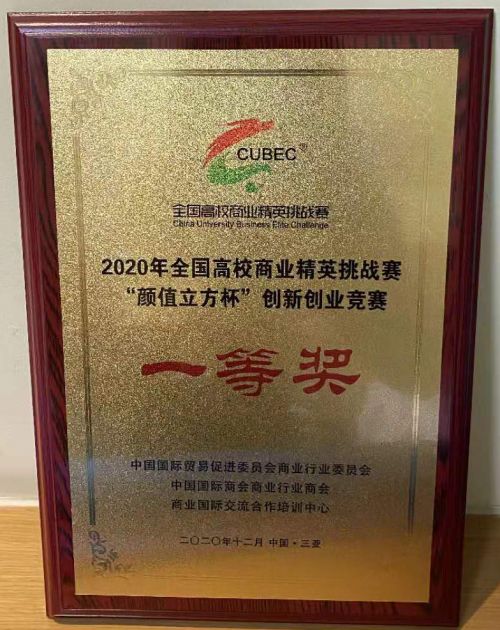 CUBEC®
全国高校商业精英挑战赛
China University Business Elite Challenge
2020年全国高校商业精英挑战赛
“颜值立方杯”创新创业竞赛
一等奖
中国国际贸易促进委员会商业行业委员会
中国国际商会商业行业商会
商业国际交流合作培训中心
二〇二〇年十二月 中国·三亚